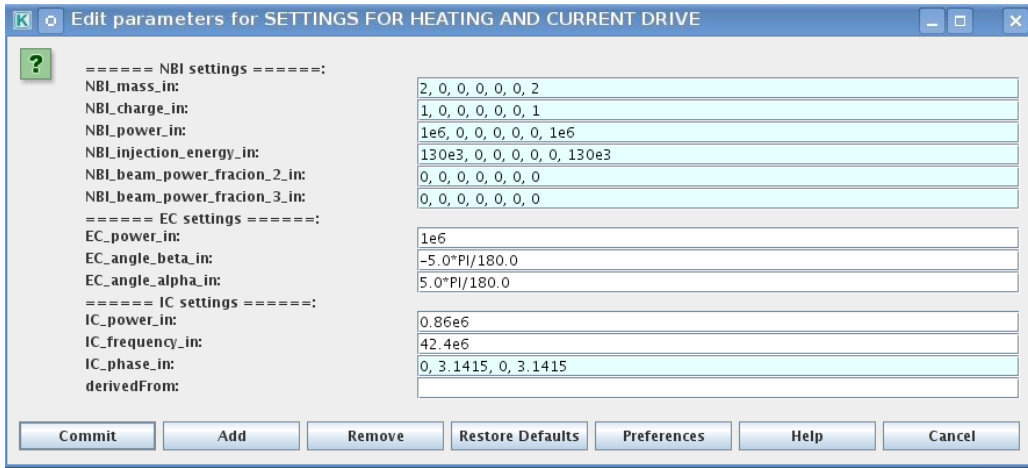 K Edit parameters for SETTINGS FOR HEATING AND CURRENT DRIVE
?
====== NBI settings ======:
NBI_mass_in: 2, 0, 0, 0, 0, 0, 2
NBI_charge_in: 1, 0, 0, 0, 0, 0, 1
NBI_power_in: 1e6, 0, 0, 0, 0, 0, 1e6
NBI_injection_energy_in: 130e3, 0, 0, 0, 0, 0, 130e3
NBI_beam_power_fracion_2_in: 0, 0, 0, 0, 0, 0, 0
NBI_beam_power_fracion_3_in: 0, 0, 0, 0, 0, 0, 0
====== EC settings ======:
EC_power_in: 1e6
EC_angle_beta_in: -5.0*PI/180.0
EC_angle_alpha_in: 5.0*PI/180.0
====== IC settings ======:
IC_power_in: 0.86e6
IC_frequency_in: 42.4e6
IC_phase_in: 0, 3.1415, 0, 3.1415
derivedFrom:
Commit Add Remove Restore Defaults Preferences Help Cancel